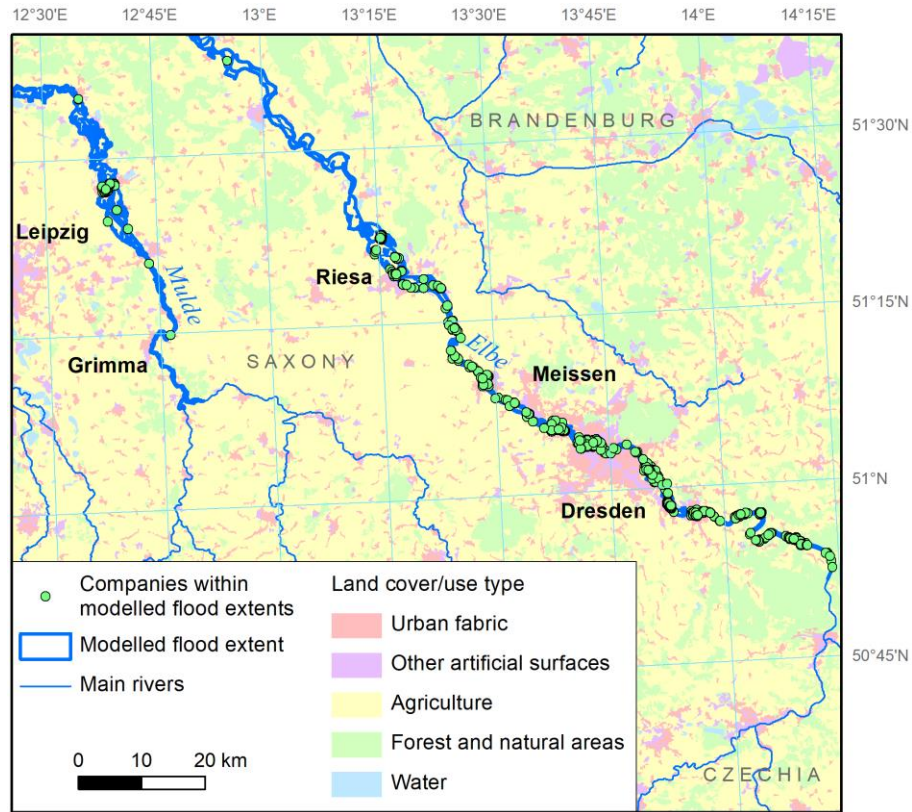 12°30'E 12°45'E 13°E 13°15'E 13°30'E 13°45'E 14°E 14°15'E
BRANDENBURG
51°30'N
Leipzig
Riesa
Mulde
51°15'N
Elbe
Grimma
SAXONY
Meissen
51°N
Dresden
Companies within
modelled flood extents
Modelled flood extent
Main rivers
0 10 20 km
Land cover/use type
Urban fabric
Other artificial surfaces
Agriculture
Forest and natural areas
Water
50°45'N
CZECHIA